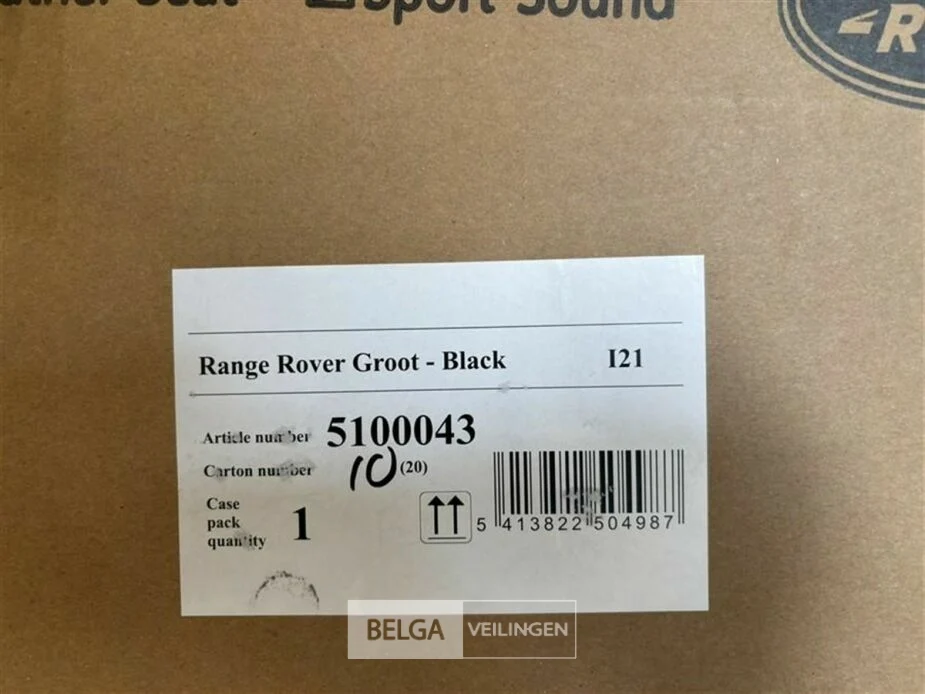 Sport Sound
Range Rover Groot - Black I21
Article number 5100043
Carton number 10 (20)
Case
pack
quantity 1
5 413822 504987
BELGA VEILINGEN